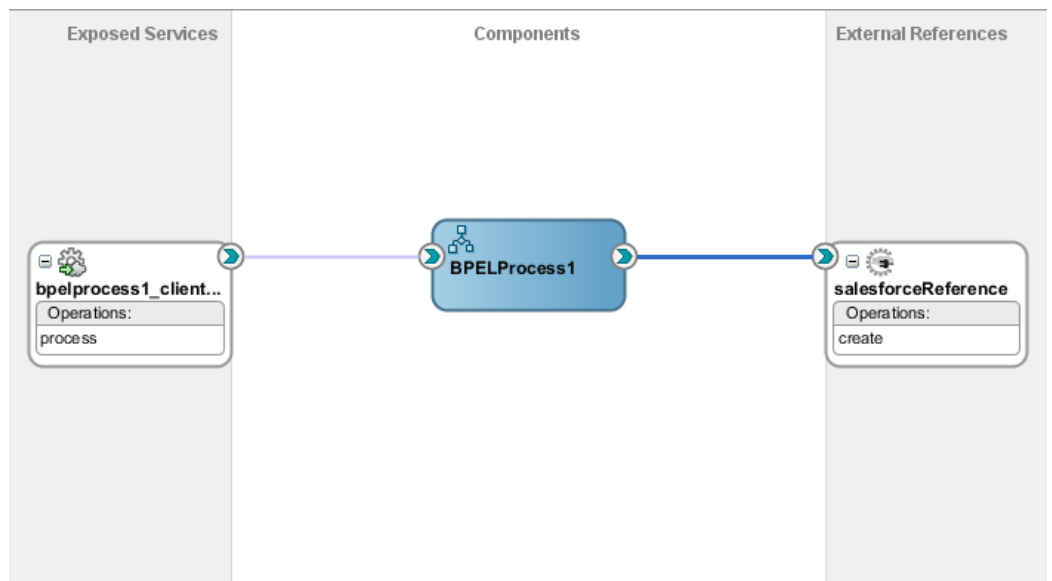 Exposed Services
Components
External References
bpelprocess1_client...
Operations:
process
BPELProcess1
salesforceReference
Operations:
create